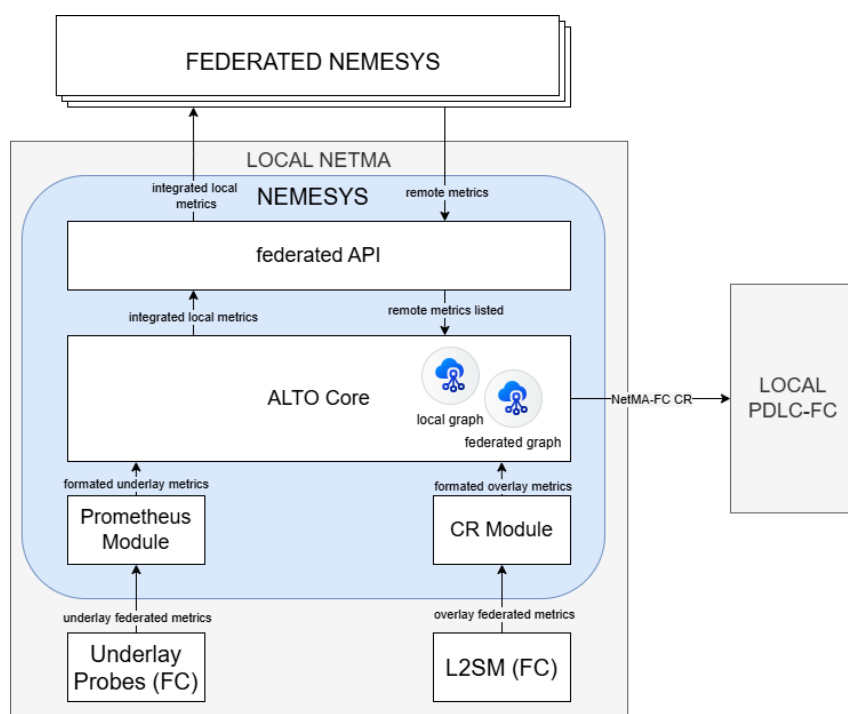 FEDERATED NEMESYS
LOCAL NETMA
integrated local
metrics
NEMESYS
remote metrics
federated API
integrated local metrics
remote metrics listed
ALTO Core
local graph
federated graph
NetMA-FC CR
LOCAL
PDLC-FC
formated underlay metrics
formated overlay metrics
Prometheus
Module
CR Module
underlay federated metrics
overlay federated metrics
Underlay
Probes (FC)
L2SM (FC)